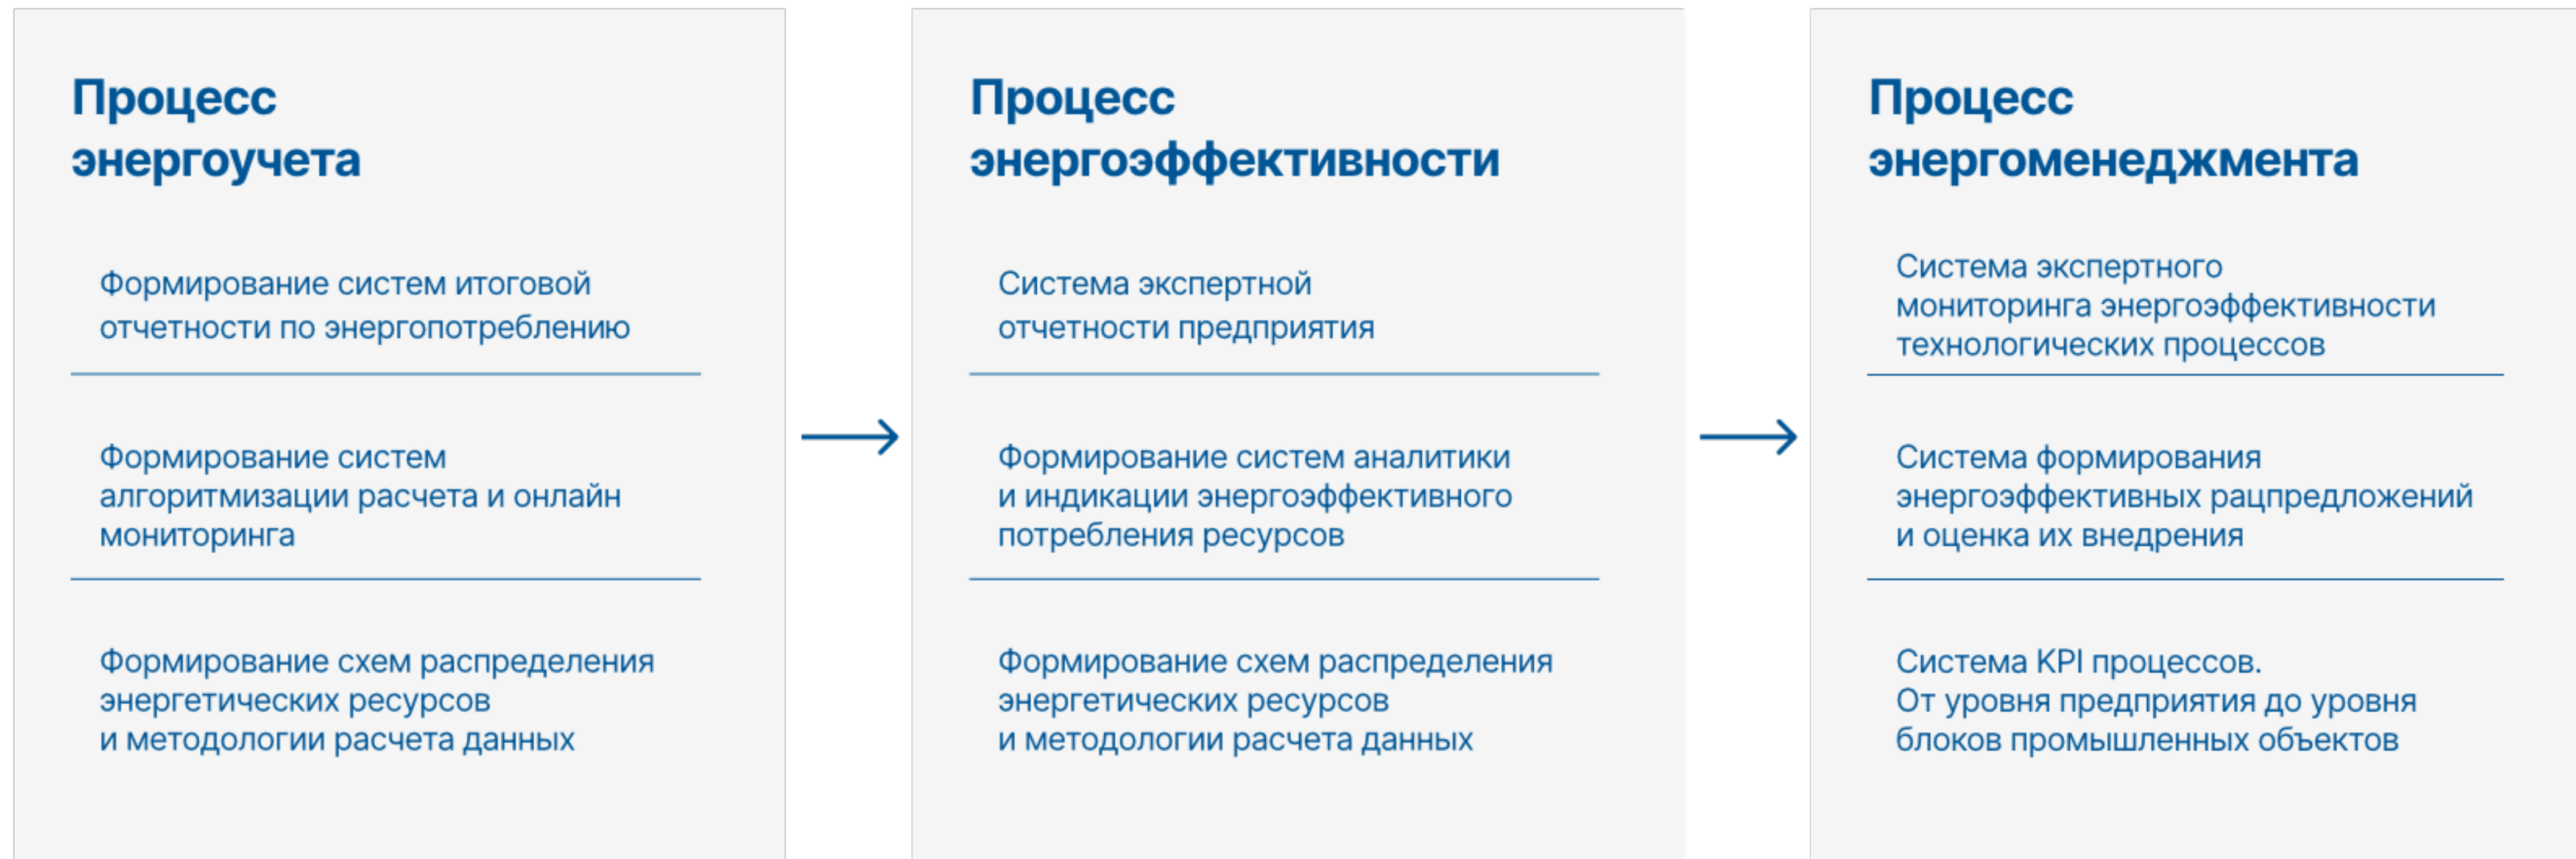 Процесс
энергоучета
Формирование систем итоговой
отчетности по энергопотреблению
Формирование систем
алгоритмизации расчета и онлайн
мониторинга
Формирование схем распределения
энергетических ресурсов
и методологии расчета данных
Процесс
энергоэффективности
Система экспертной
отчетности предприятия
Формирование систем аналитики
и индикации энергоэффективного
потребления ресурсов
Формирование схем распределения
энергетических ресурсов
и методологии расчета данных
Процесс
энергоменеджмента
Система экспертного
мониторинга энергоэффективности
технологических процессов
Система формирования
энергоэффективных рацпредложений
и оценка их внедрения
Система KPI процессов.
От уровня предприятия до уровня
блоков промышленных объектов